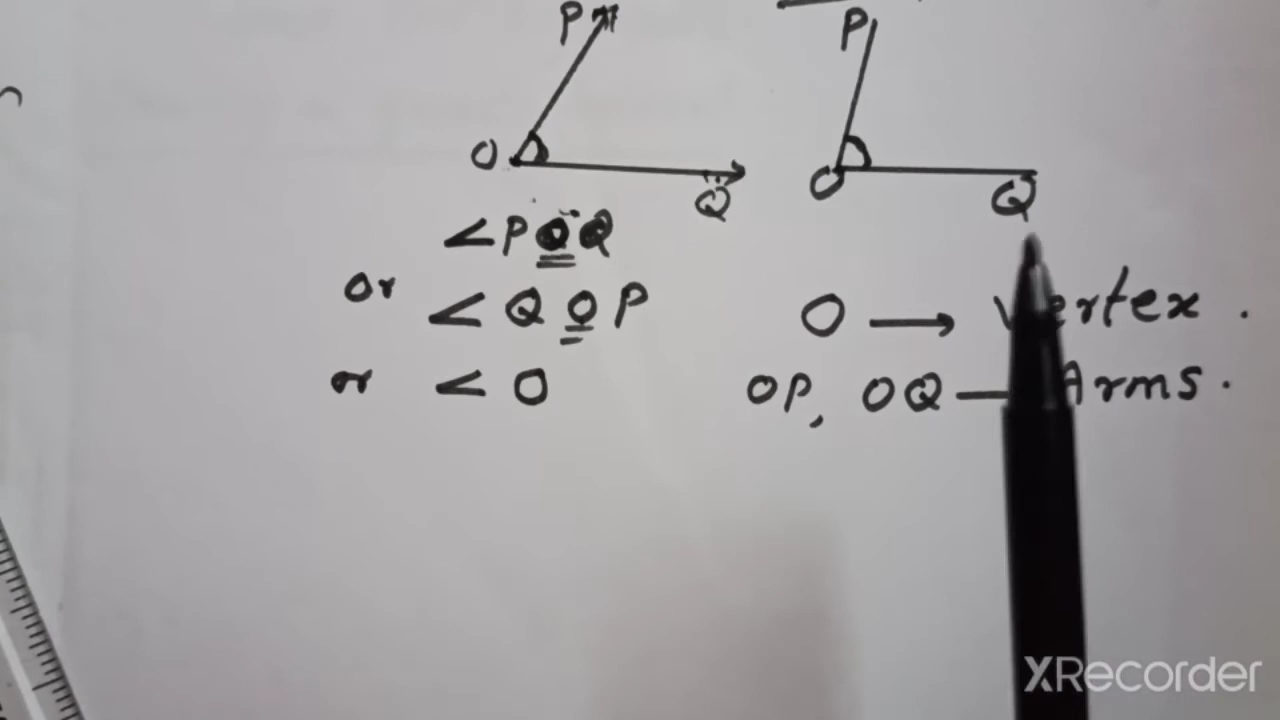 P P
O
O
Q Q
<POQ
or <QOP
O → Vertex.
or <O
OP, OQ — Arms.
XRecorder